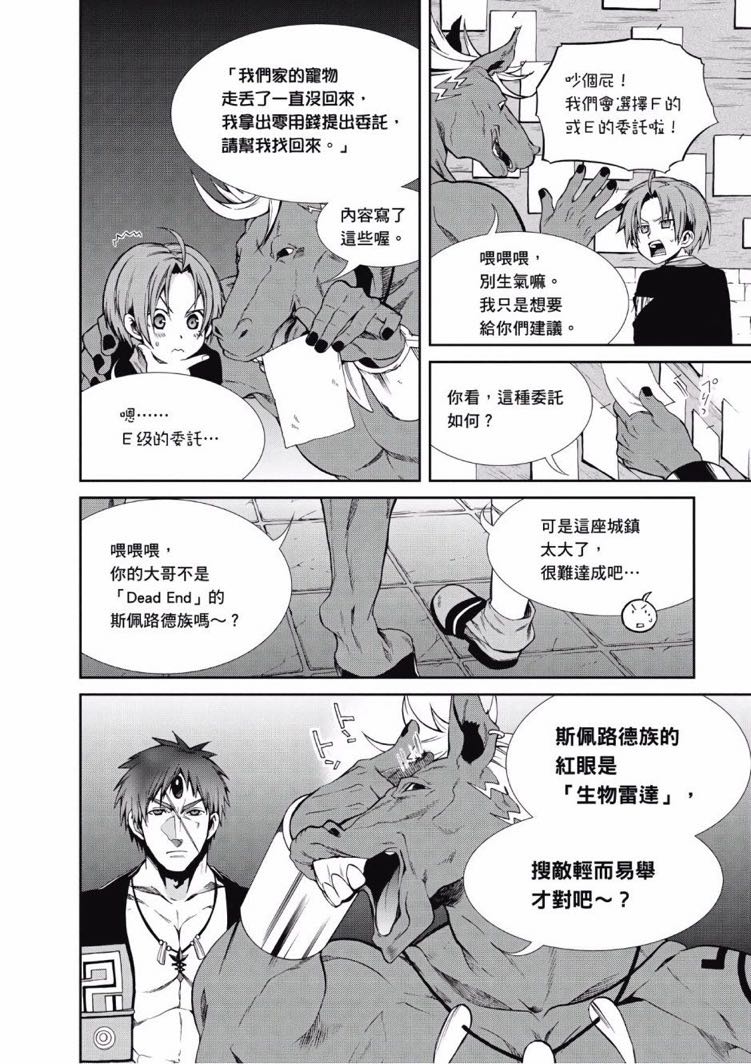 吵個屁！
我們會選擇F的
或E的委託啦！
喂喂喂，
別生氣嘛。
我只是想要
給你們建議。
你看，這種委託
如何？
「我們家的寵物
走丟了一直沒回來，
我拿出零用錢提出委託，
請幫我找回來。」
內容寫了
這些喔。
嗯……
E级的委託…
可是這座城鎮
太大了，
很難達成吧…
喂喂喂，
你的大哥不是
「Dead End」的
斯佩路德族嗎～？
斯佩路德族的
紅眼是
「生物雷達」，
搜敵輕而易舉
才對吧～？